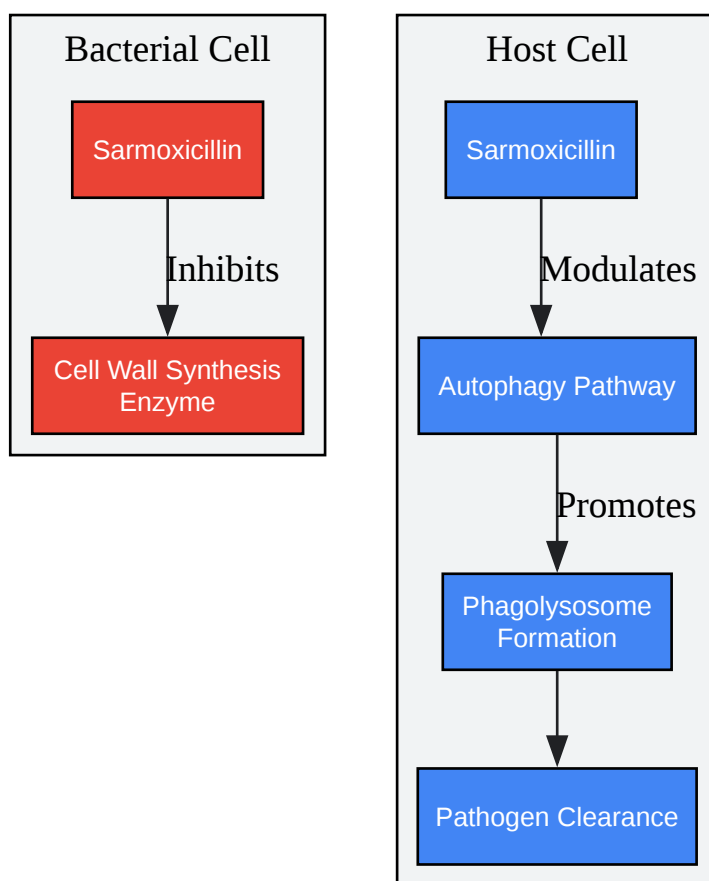 Bacterial Cell
Sarmoxicillin
Inhibits
Cell Wall Synthesis
Enzyme
Host Cell
Sarmoxicillin
Modulates
Autophagy Pathway
Promotes
Phagolysosome
Formation
Pathogen Clearance